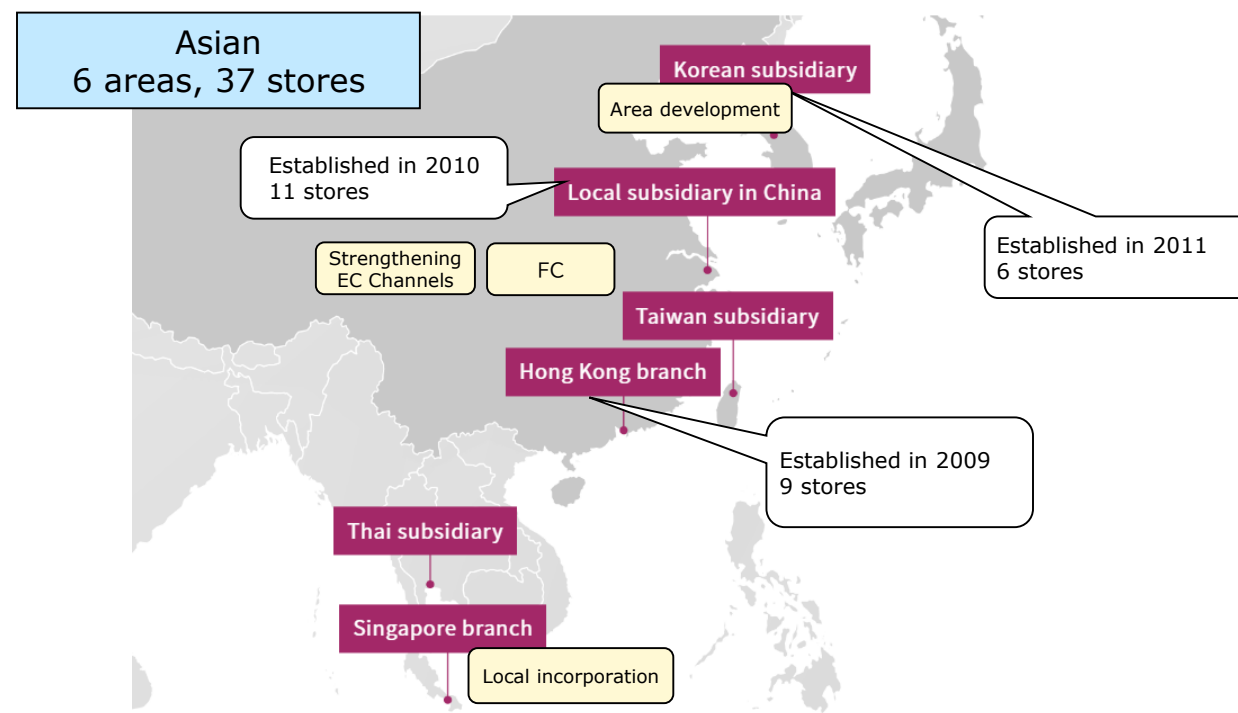 Asian
6 areas, 37 stores
Korean subsidiary
Area development
Established in 2010
11 stores
Local subsidiary in China
Established in 2011
6 stores
Strengthening
EC Channels
FC
Taiwan subsidiary
Hong Kong branch
Established in 2009
9 stores
Thai subsidiary
Singapore branch
Local incorporation